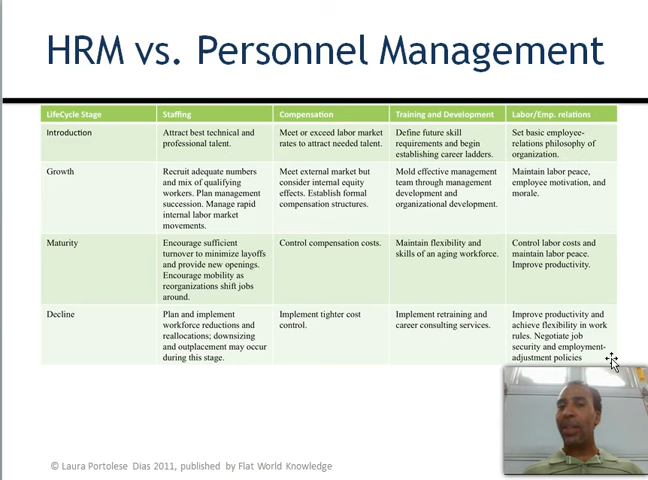 HRM vs. Personnel Management
LifeCycle Stage
Staffing
Compensation
Training and Development
Labor/Emp. relations
Introduction
Attract best technical and
professional talent.
Meet or exceed labor market
rates to attract needed talent.
Define future skill
requirements and begin
establishing career ladders.
Set basic employee-
relations philosophy of
organization.
Growth
Recruit adequate numbers
and mix of qualifying
workers. Plan management
succession. Manage rapid
internal labor market
movements.
Meet external market but
consider internal equity
effects. Establish formal
compensation structures.
Mold effective management
team through management
development and
organizational development.
Maintain labor peace,
employee motivation, and
morale.
Maturity
Encourage sufficient
turnover to minimize layoffs
and provide new openings.
Encourage mobility as
reorganizations shift jobs
around.
Control compensation costs.
Maintain flexibility and
skills of an aging workforce.
Control labor costs and
maintain labor peace.
Improve productivity.
Decline
Plan and implement
workforce reductions and
reallocations; downsizing
and outplacement may occur
during this stage.
Implement tighter cost
control.
Implement retraining and
career consulting services.
Improve productivity and
achieve flexibility in work
rules. Negotiate job
security and employment-
adjustment policies
© Laura Portolese Dias 2011, published by Flat World Knowledge